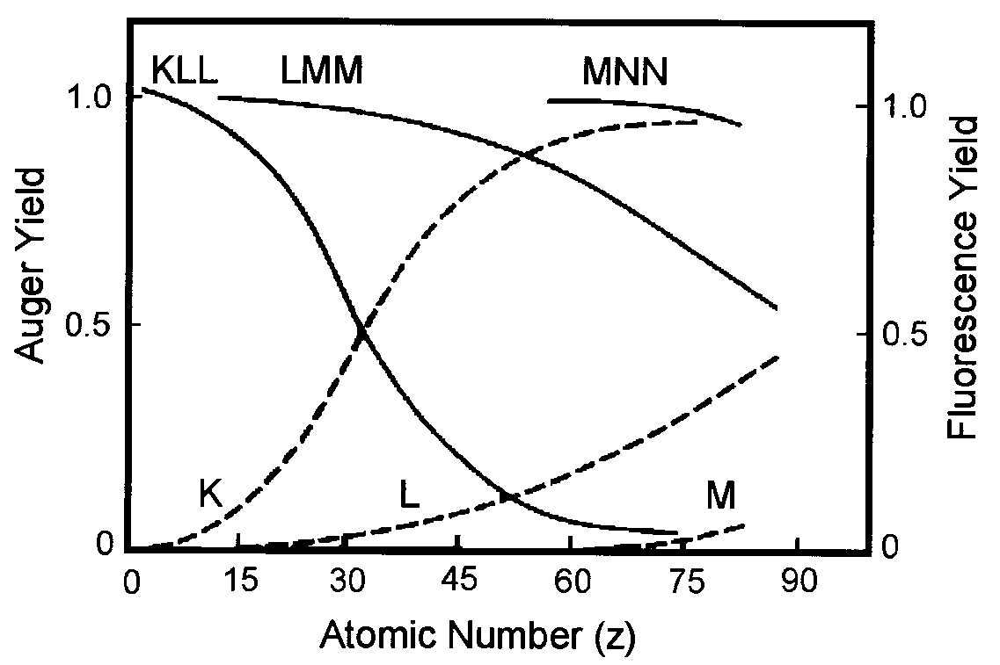 KLL LMM MNN
1.0 1.0
Auger Yield
Fluorescence Yield
0.5 0.5
K L M
0 0
0 15 30 45 60 75 90
Atomic Number (z)